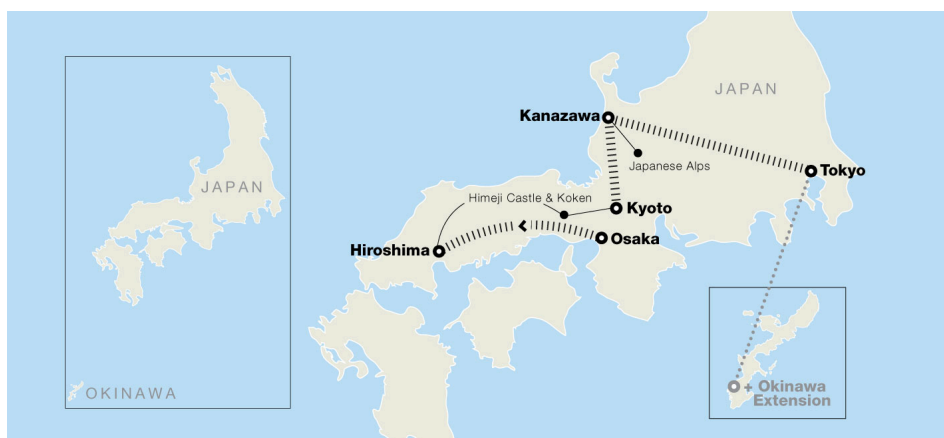 JAPAN
OKINAWA
JAPAN
Kanazawa
Japanese Alps
Tokyo
Himeji Castle & Koken
Kyoto
Hiroshima
Osaka
+ Okinawa
Extension